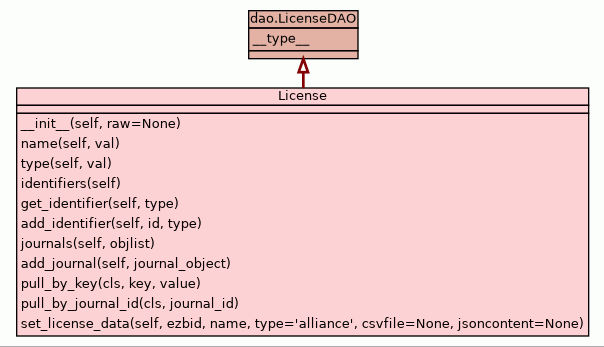 dao.LicenseDAO
__type__
License
__init__(self, raw=None)
name(self, val)
type(self, val)
identifiers(self)
get_identifier(self, type)
add_identifier(self, id, type)
journals(self, objlist)
add_journal(self, journal_object)
pull_by_key(cls, key, value)
pull_by_journal_id(cls, journal_id)
set_license_data(self, ezbid, name, type='alliance', csvfile=None, jsoncontent=None)